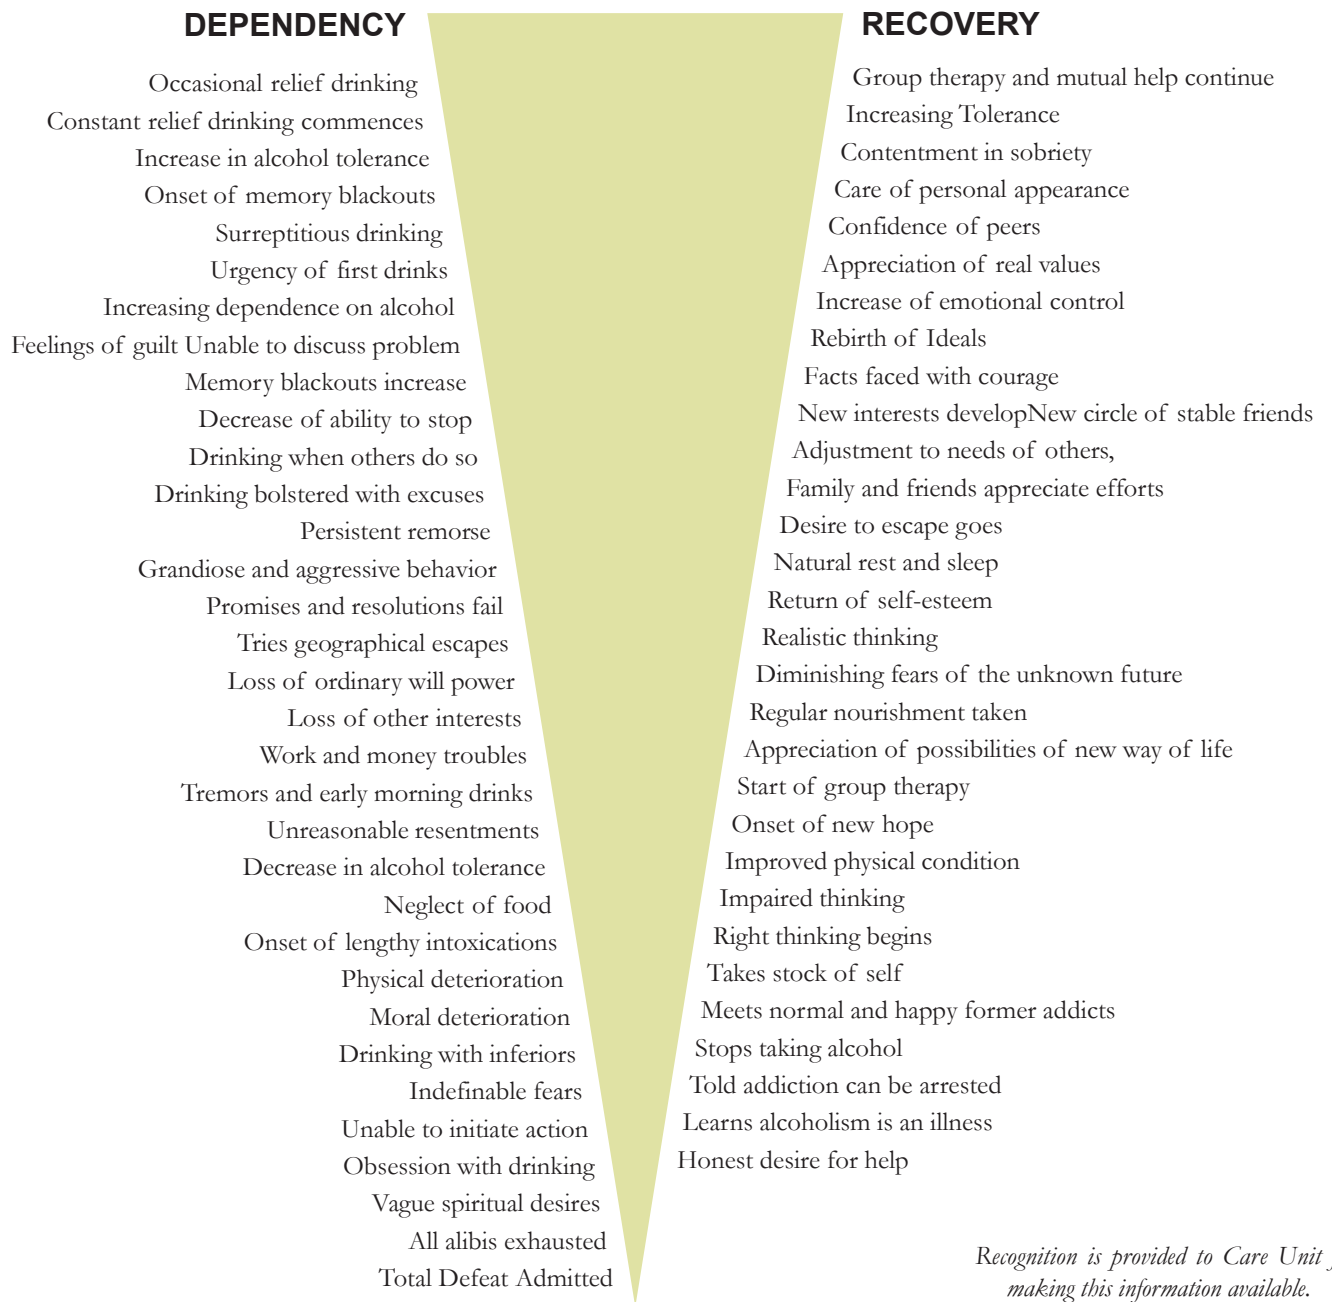 DEPENDENCY
Occasional relief drinking
Constant relief drinking commences
Increase in alcohol tolerance
Onset of memory blackouts
Surreptitious drinking
Urgency of first drinks
Increasing dependence on alcohol
Feelings of guilt Unable to discuss problem
Memory blackouts increase
Decrease of ability to stop
Drinking when others do so
Drinking bolstered with excuses
Persistent remorse
Grandiose and aggressive behavior
Promises and resolutions fail
Tries geographical escapes
Loss of ordinary will power
Loss of other interests
Work and money troubles
Tremors and early morning drinks
Unreasonable resentments
Decrease in alcohol tolerance
Neglect of food
Onset of lengthy intoxications
Physical deterioration
Moral deterioration
Drinking with inferiors
Indefinable fears
Unable to initiate action
Obsession with drinking
Vague spiritual desires
All alibis exhausted
Total Defeat Admitted
RECOVERY
Group therapy and mutual help continue
Increasing Tolerance
Contentment in sobriety
Care of personal appearance
Confidence of peers
Appreciation of real values
Increase of emotional control
Rebirth of Ideals
Facts faced with courage
New interests developNew circle of stable friends
Adjustment to needs of others,
Family and friends appreciate efforts
Desire to escape goes
Natural rest and sleep
Return of self-esteem
Realistic thinking
Diminishing fears of the unknown future
Regular nourishment taken
Appreciation of possibilities of new way of life
Start of group therapy
Onset of new hope
Improved physical condition
Impaired thinking
Right thinking begins
Takes stock of self
Meets normal and happy former addicts
Stops taking alcohol
Told addiction can be arrested
Learns alcoholism is an illness
Honest desire for help
Recognition is provided to Care Unit
making this information available.